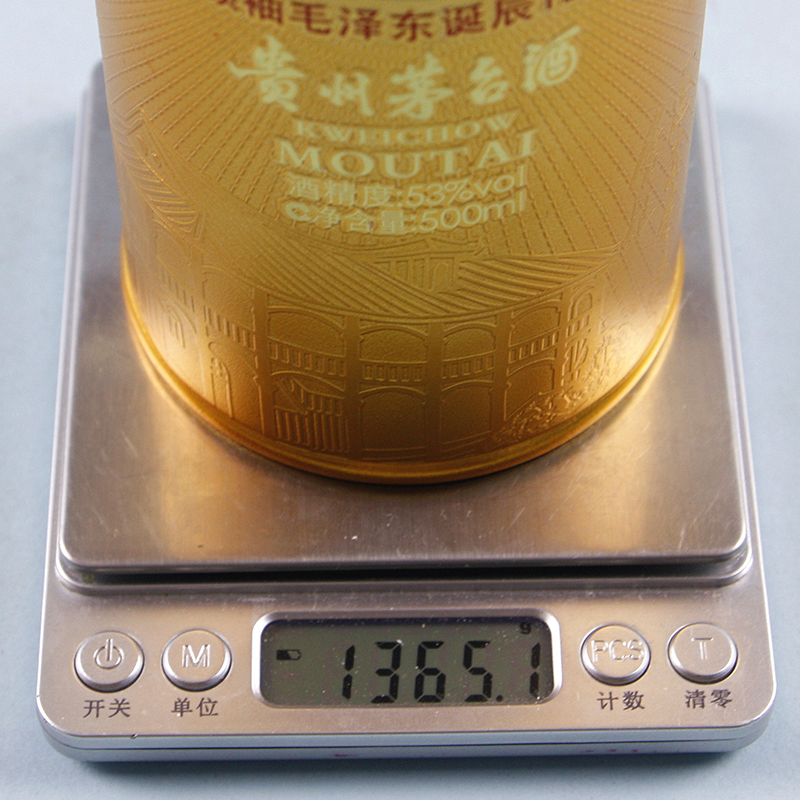 袖毛泽东诞辰
贵州茅台酒
KWEICHOW
MOUTAI
酒精度:53%vol
净含量:500ml
g
1365.1
M
PCS
T
开关
单位
计数
清零